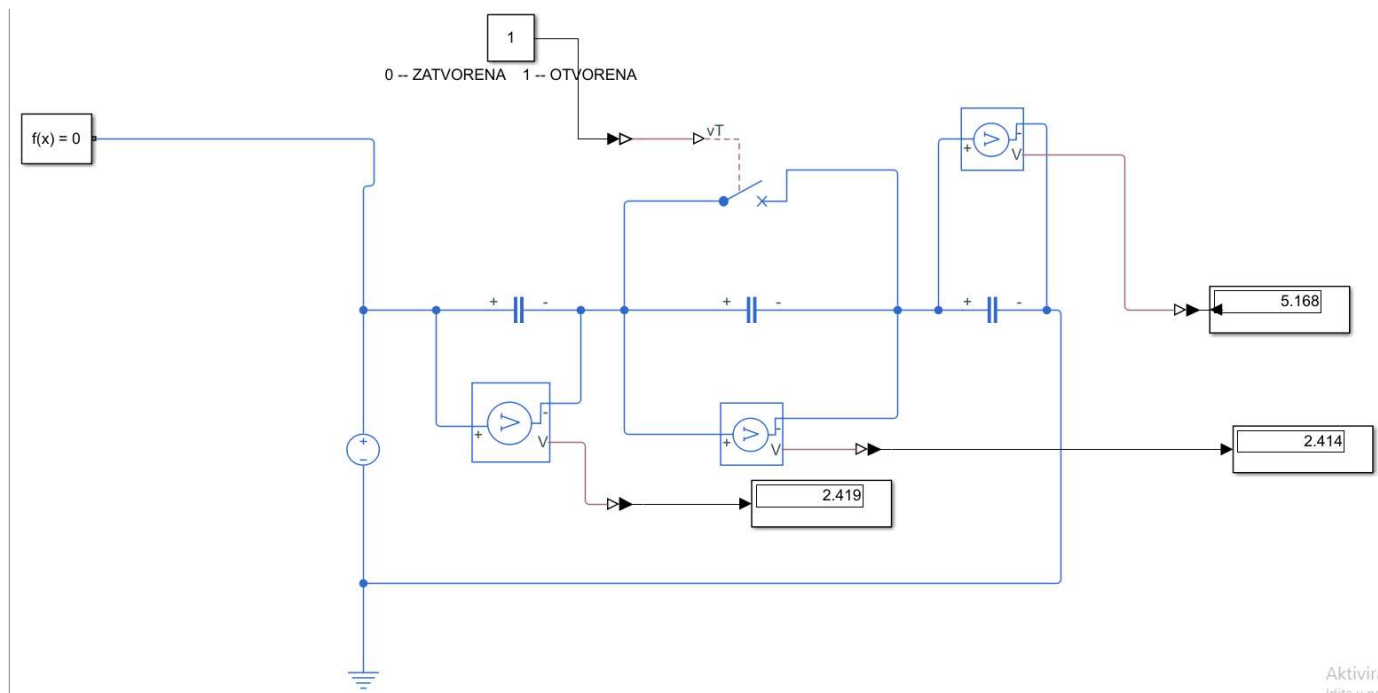 1
0 -- ZATVORENA 1 -- OTVORENA
f(x) = 0
vT
+ V -
+ -
+ -
+ -
5.168
+ V -
V
+ V -
V
2.414
2.419
+
-
Aktivir